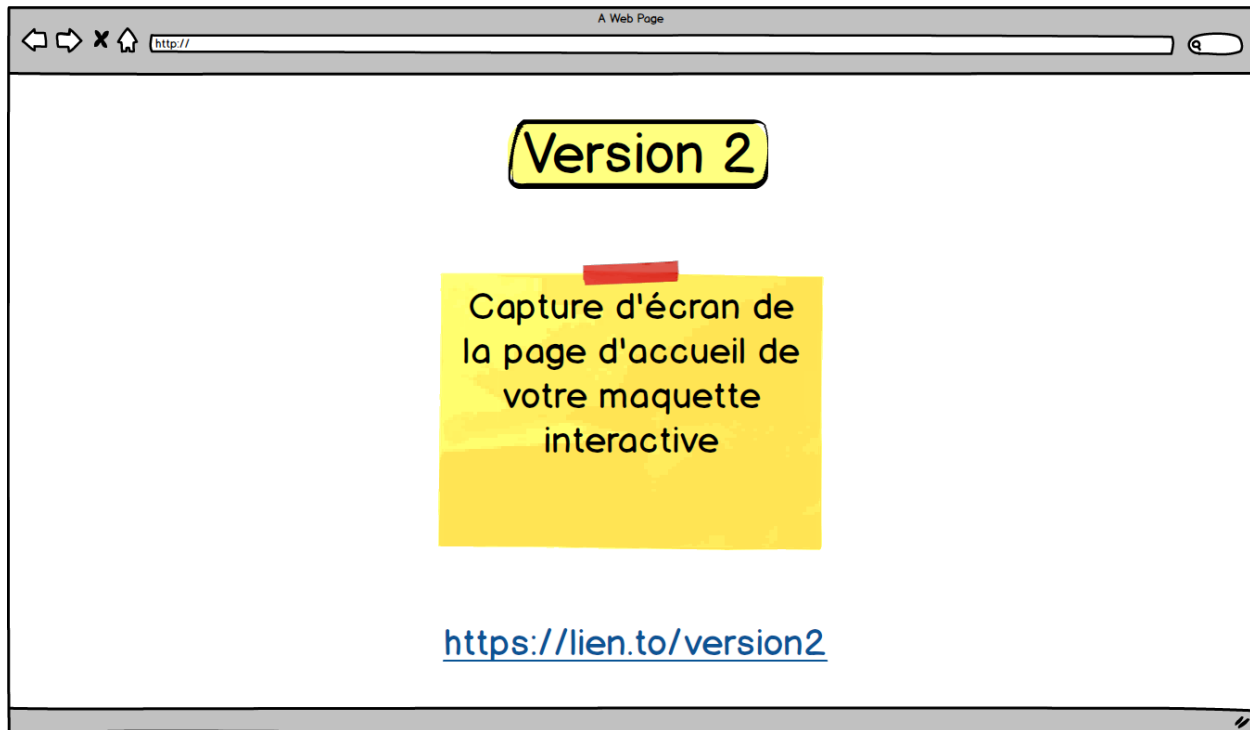 A Web Page
http://
Version 2
Capture d'écran de
la page d'accueil de
votre maquette
interactive
https://lien.to/version2